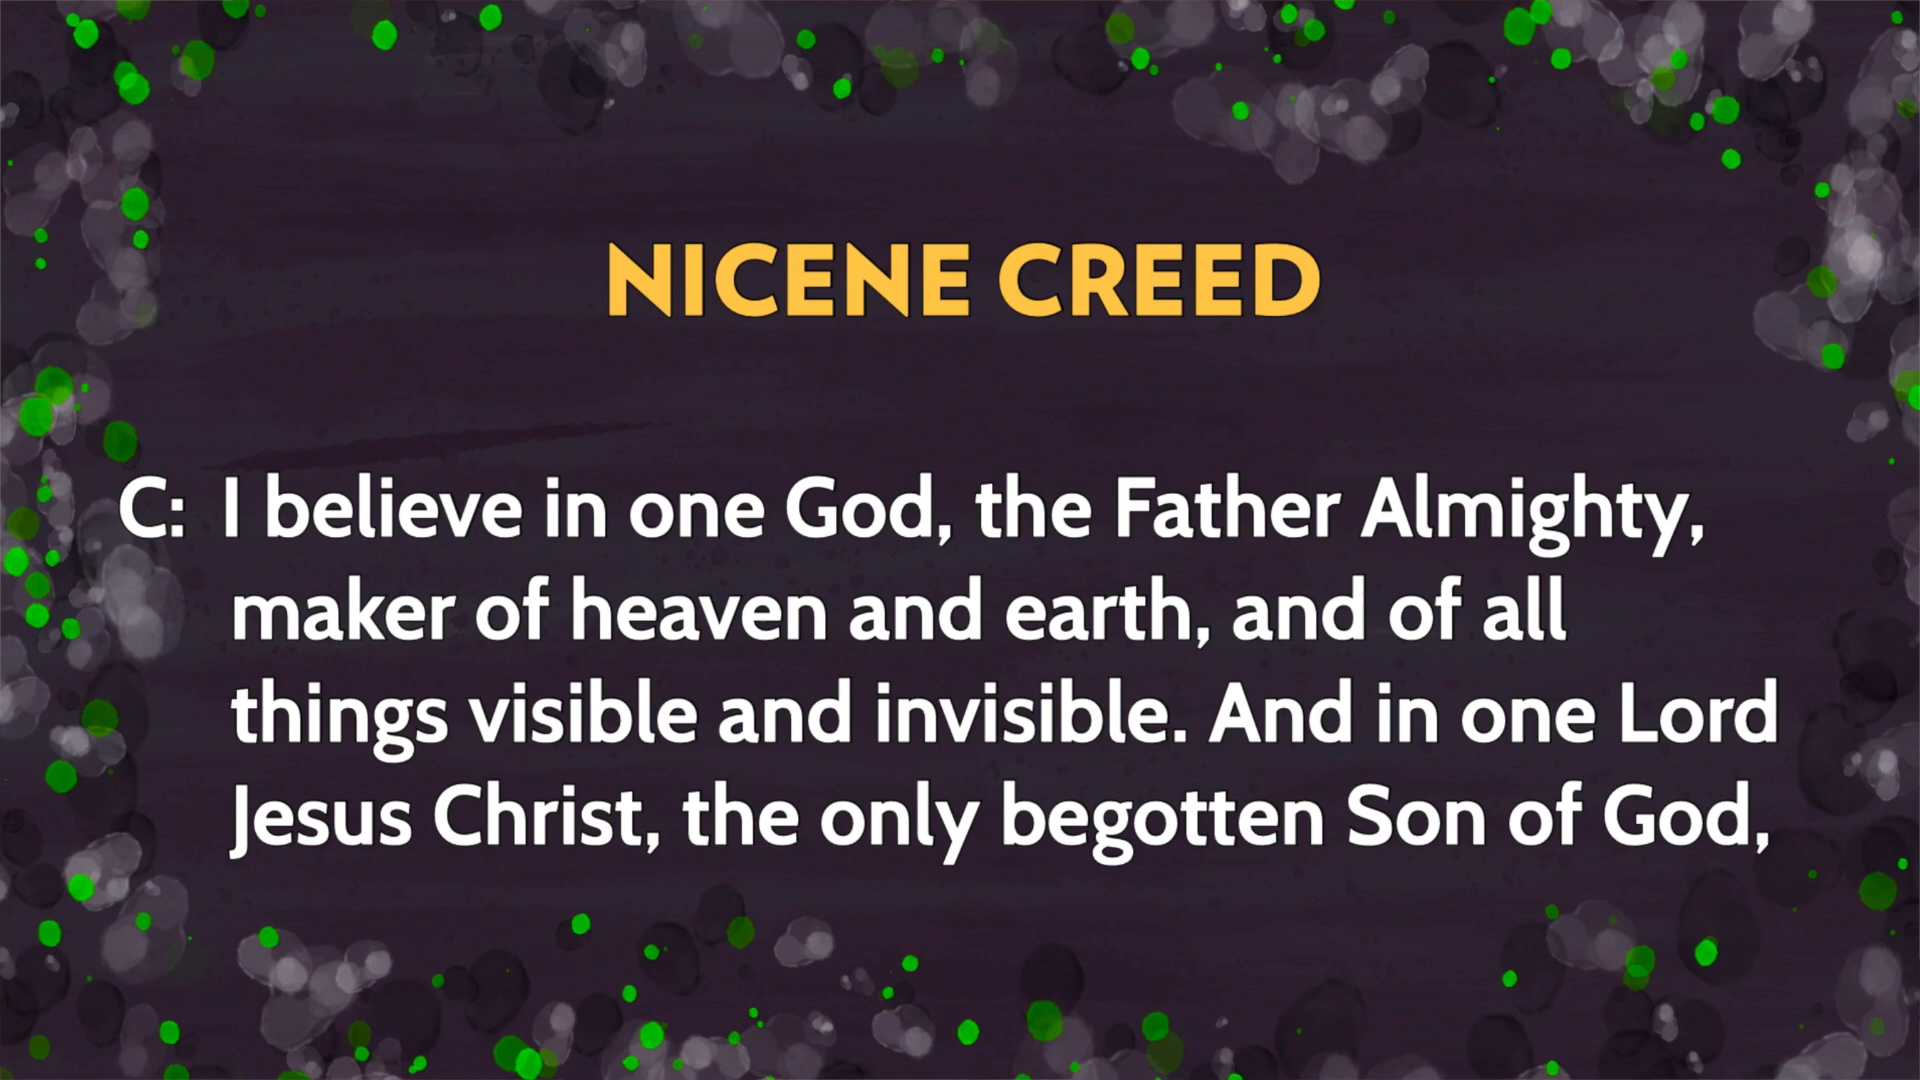 NICENE CREED
C: I believe in one God, the Father Almighty,
maker of heaven and earth, and of all
things visible and invisible. And in one Lord
Jesus Christ, the only begotten Son of God,